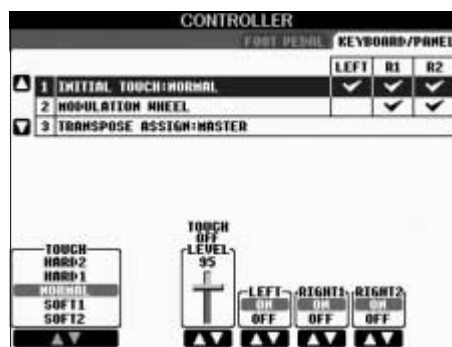 CONTROLLER
FOOT PEDAL KEYBOARD/PANEL
LEFT R1 R2
1 INITIAL TOUCH:NORMAL
2 MODULATION WHEEL
3 TRANSPOSE ASSIGN:MASTER
TOUCH
HARD2
HARD1
NORMAL
SOFT1
SOFT2
TOUCH
OFF
LEVEL
95
LEFT RIGHT1 RIGHT2
ON ON ON
OFF OFF OFF